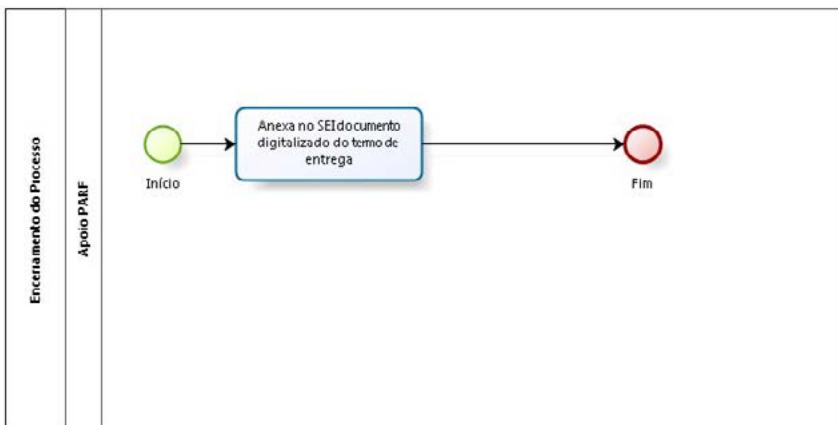 Encerramento do Processo
Apoio PARF
Anexa no SEI documento
digitalizado do termo de
entrega
Início
Fim